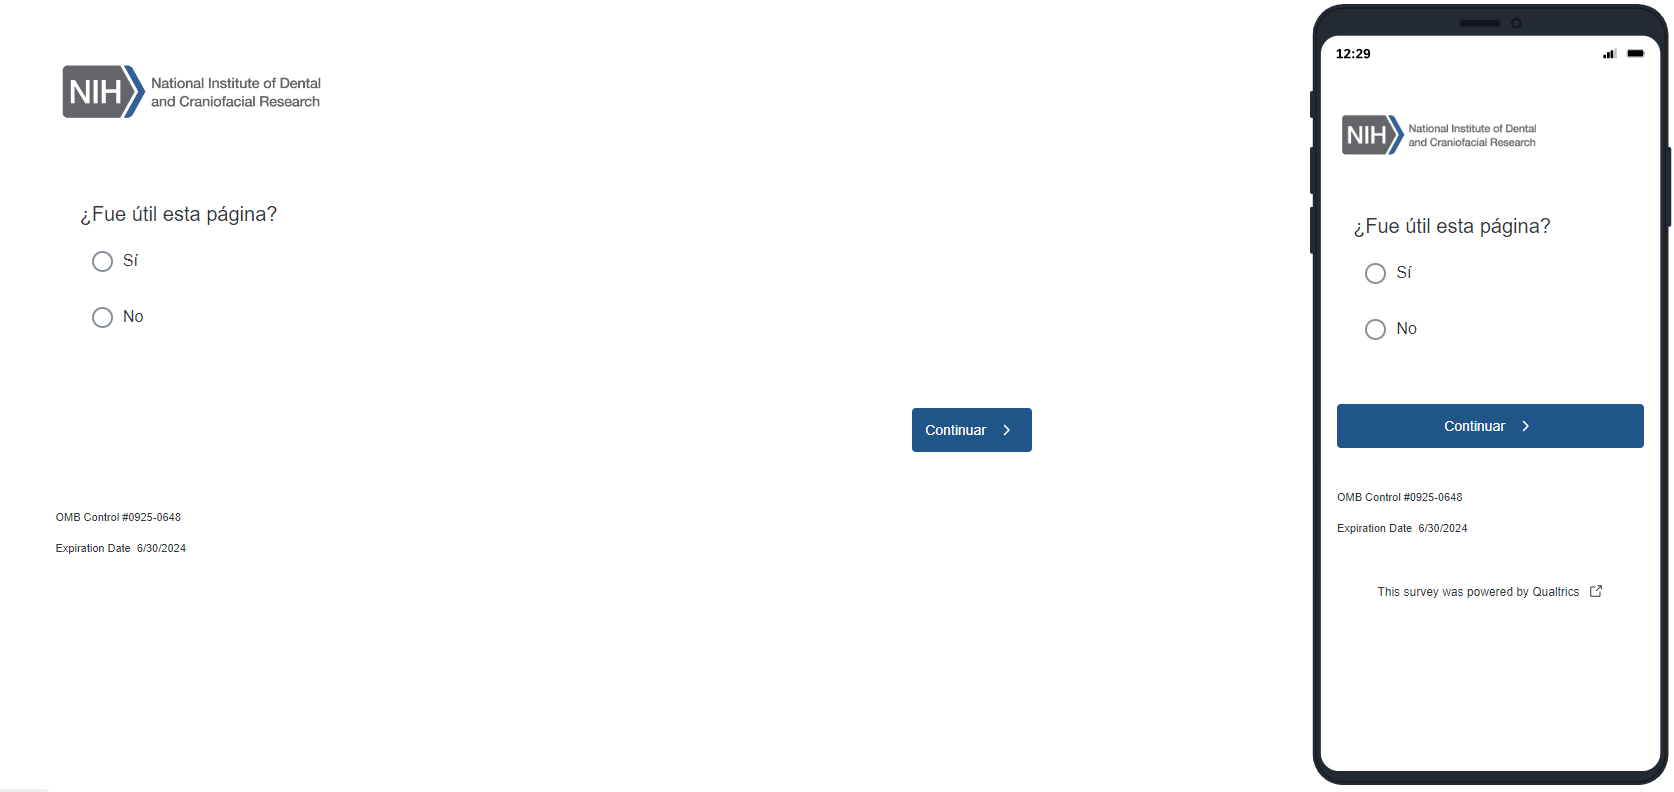 NIH
National Institute of Dental
and Craniofacial Research
¿Fue útil esta página?
Sí
No
Continuar
OMB Control #0925-0648
Expiration Date 6/30/2024
12:29
NIH
National Institute of Dental
and Craniofacial Research
¿Fue útil esta página?
Sí
No
Continuar
OMB Control #0925-0648
Expiration Date 6/30/2024
This survey was powered by Qualtrics